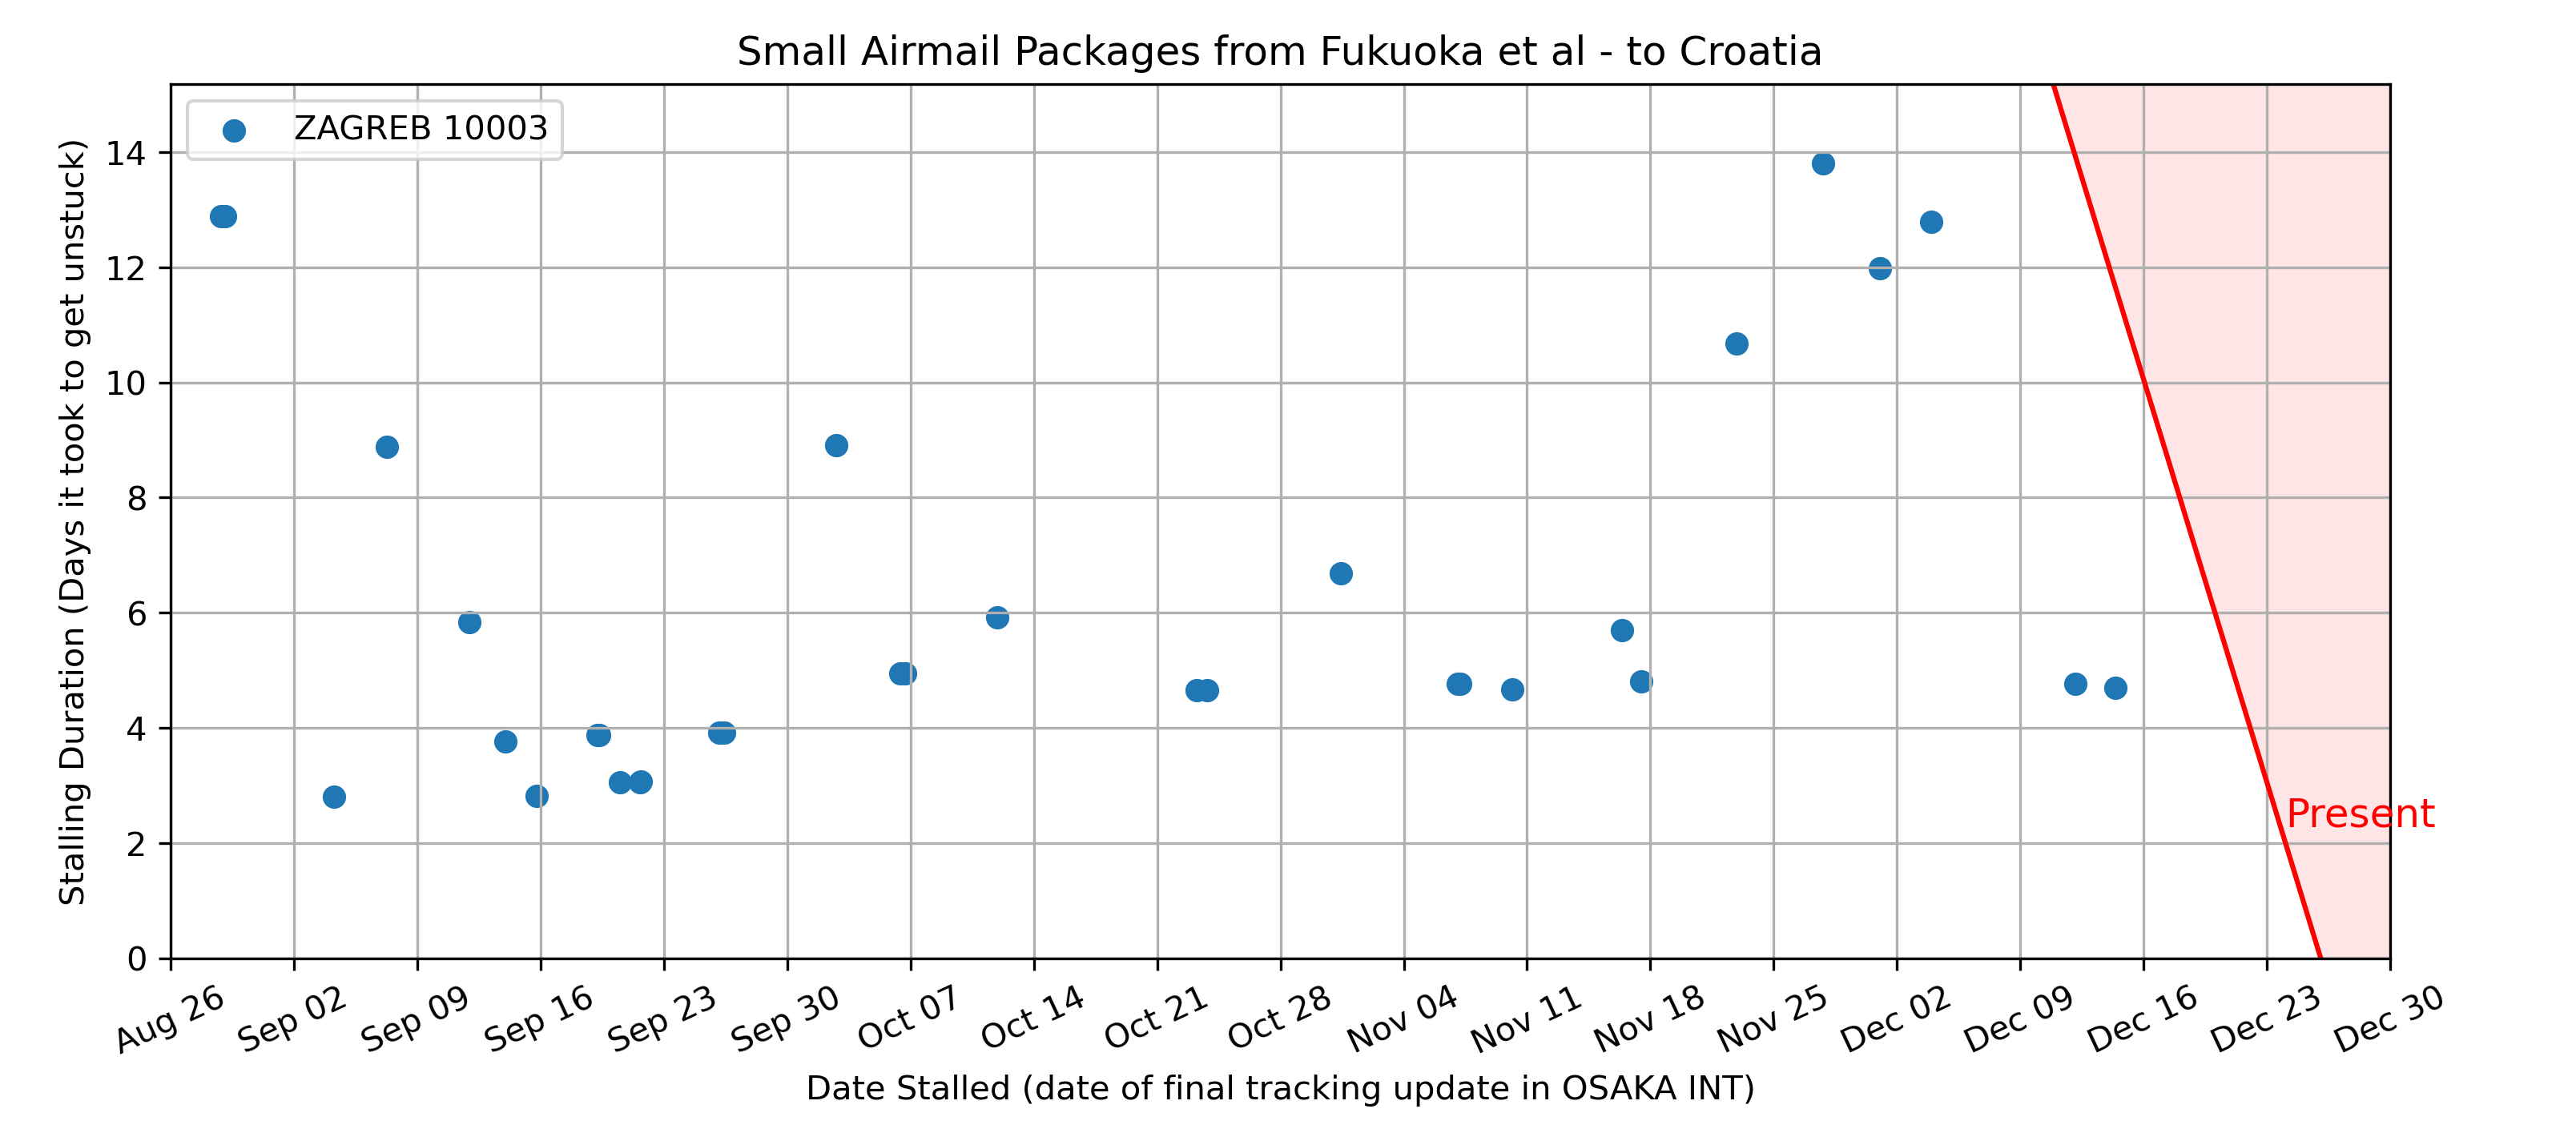 Small Airmail Packages from Fukuoka et al - to Croatia
ZAGREB 10003
Stalling Duration (Days it took to get unstuck)
14
12
10
8
6
4
2
0
Present
Aug 26
Sep 02
Sep 09
Sep 16
Sep 23
Sep 30
Oct 07
Oct 14
Oct 21
Oct 28
Nov 04
Nov 11
Nov 18
Nov 25
Dec 02
Dec 09
Dec 16
Dec 23
Dec 30
Date Stalled (date of final tracking update in OSAKA INT)